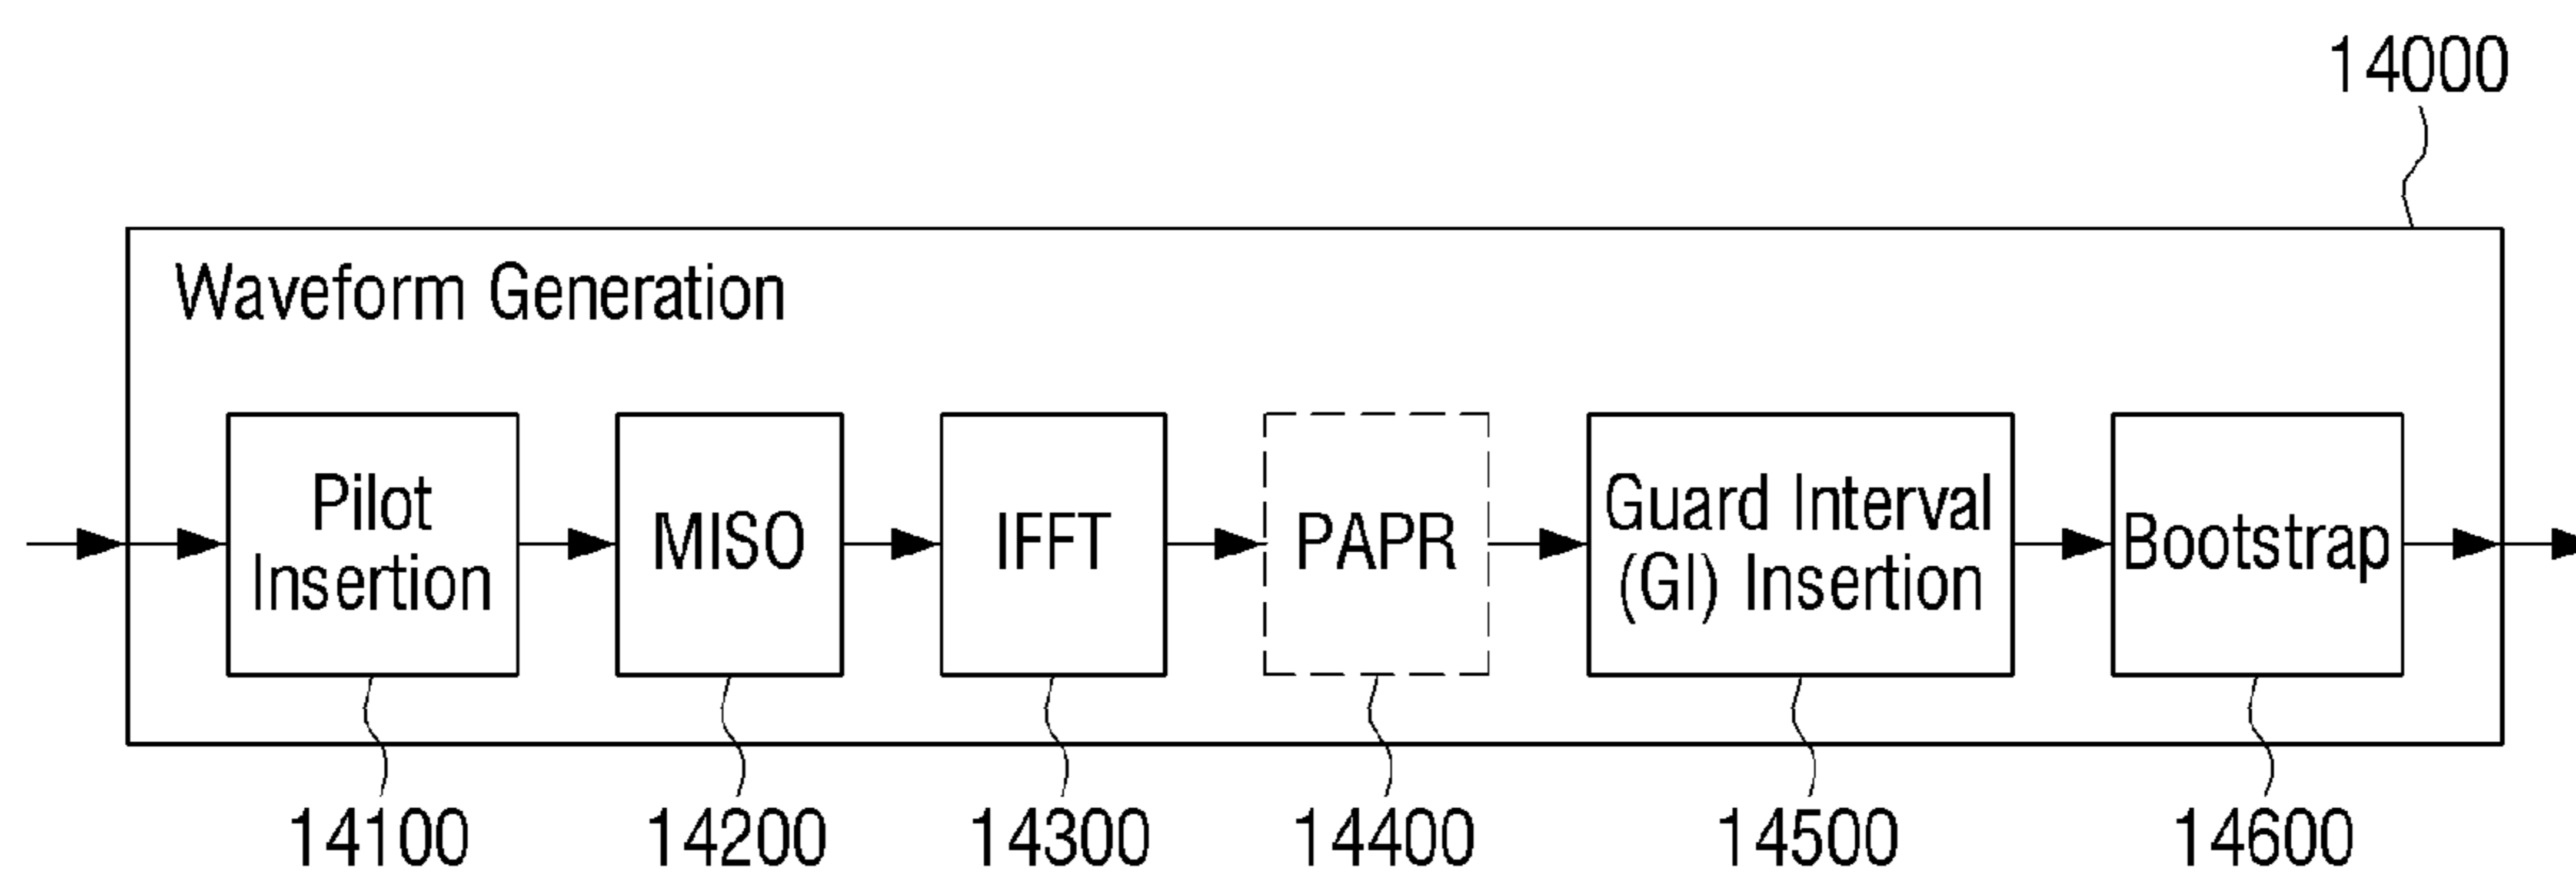 14000
Waveform Generation
Pilot
Insertion
MISO
IFFT
PAPR
Guard Interval
(GI) Insertion
Bootstrap
14100
14200
14300
14400
14500
14600